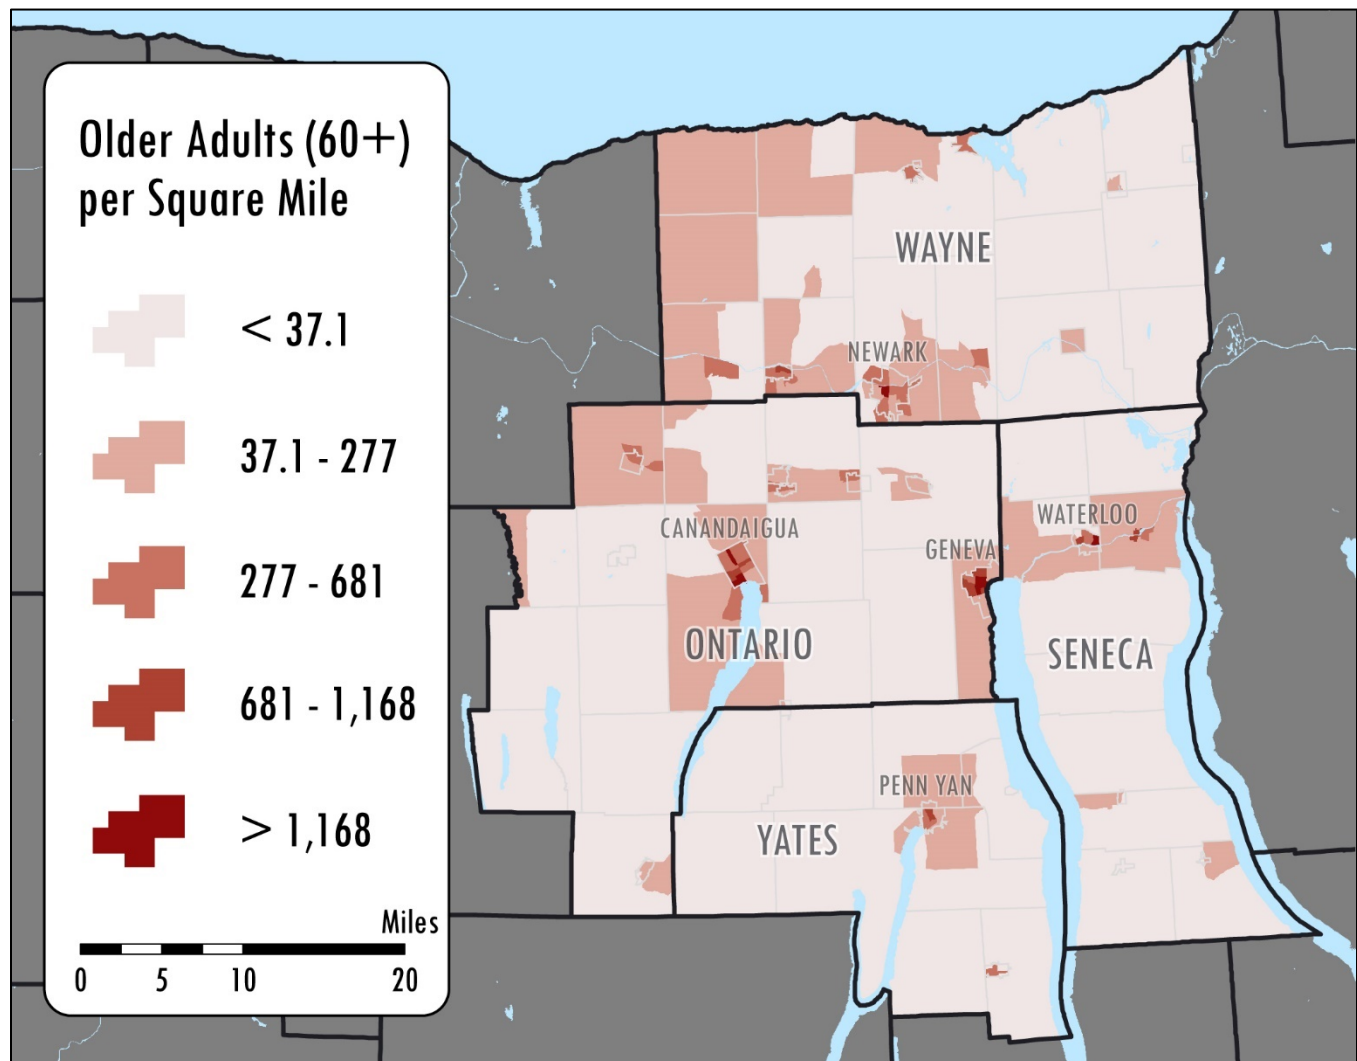 Older Adults (60+)
per Square Mile
< 37.1
37.1 - 277
277 - 681
681 - 1,168
> 1,168
Miles
0 5 10 20
WAYNE
NEWARK
CANANDAIGUA
WATERLOO
GENEVA
ONTARIO
SENECA
PENN YAN
YATES